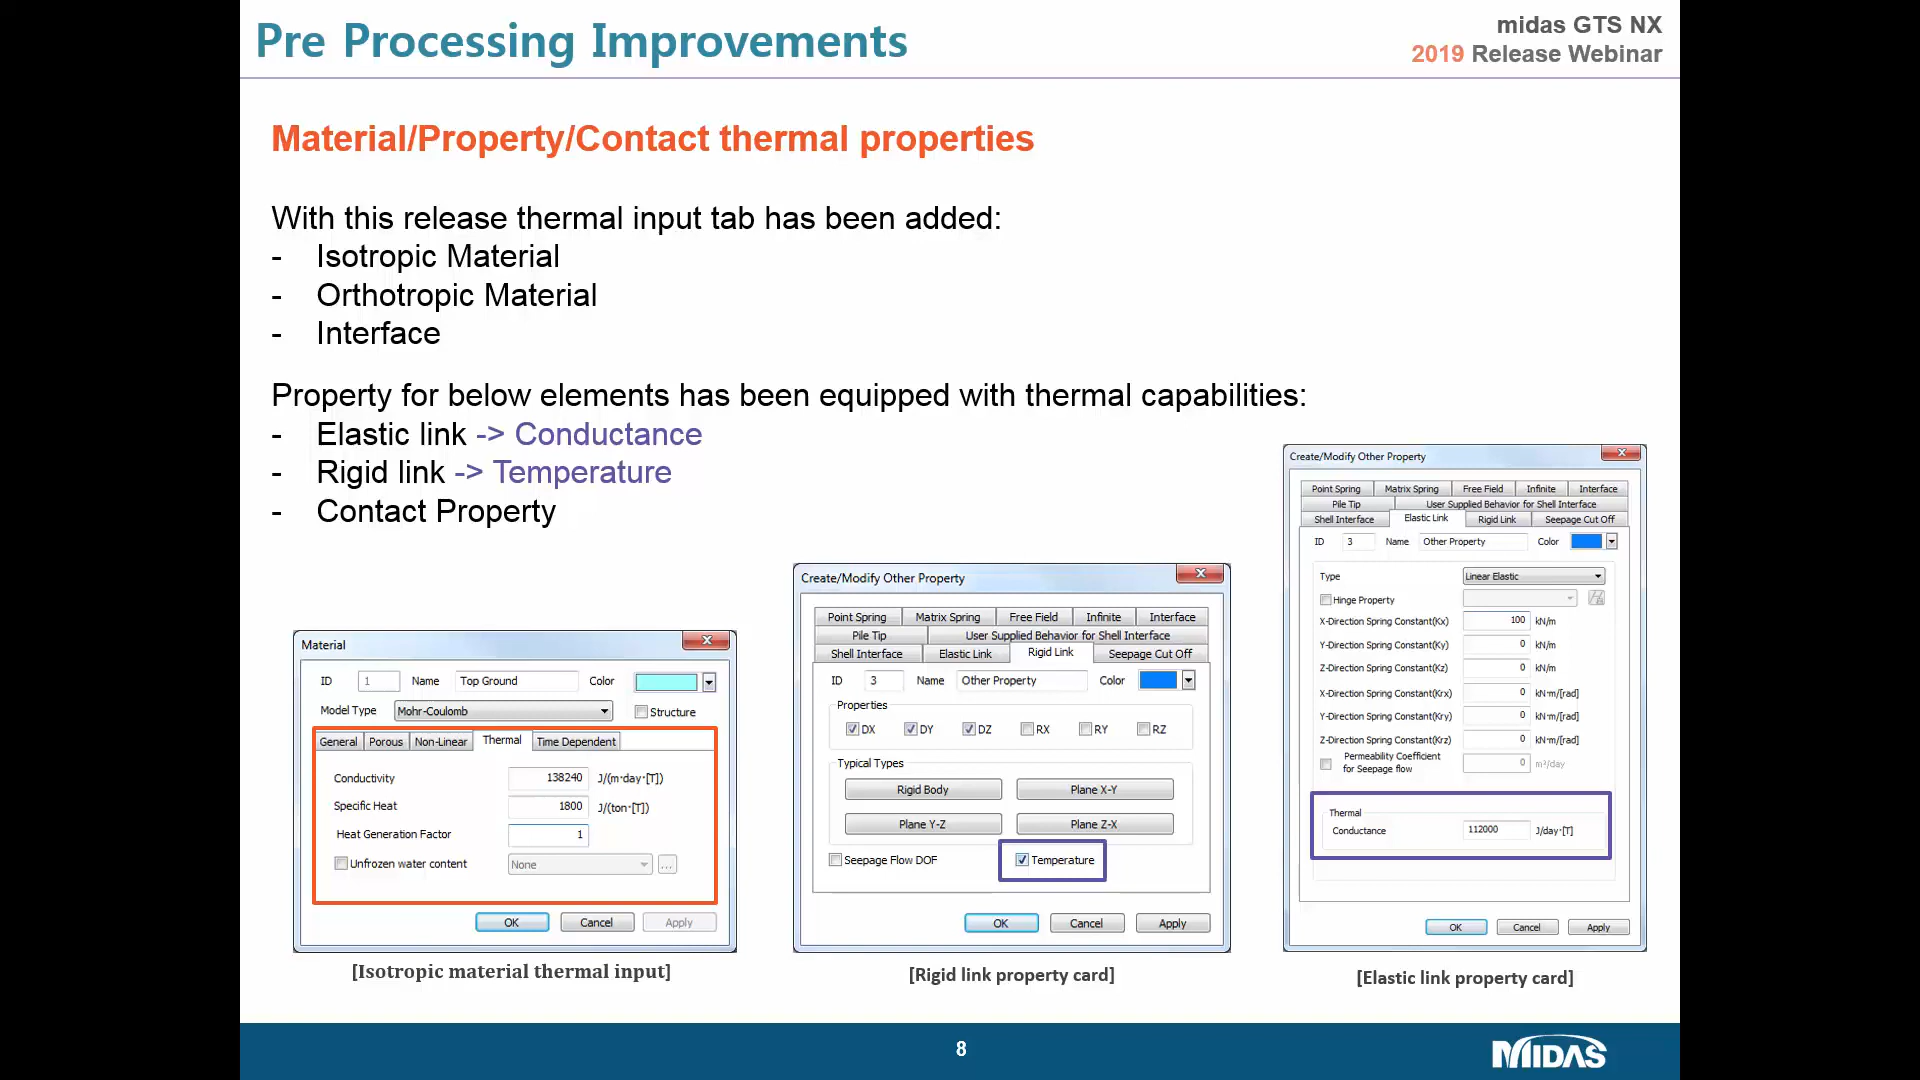 Pre Processing Improvements
midas GTS NX
2019 Release Webinar
Material/Property/Contact thermal properties
With this release thermal input tab has been added:
- Isotropic Material
- Orthotropic Material
- Interface
Property for below elements has been equipped with thermal capabilities:
- Elastic link -> Conductance
- Rigid link -> Temperature
- Contact Property
Material
ID 1 Name Top Ground Color
Model Type Mohr-Coulomb Structure
General Porous Non-Linear Thermal Time Dependent
Conductivity 138240 J/(m·day·[T])
Specific Heat 1800 J/(ton·[T])
Heat Generation Factor 1
Unfrozen water content None ...
OK Cancel Apply
[Isotropic material thermal input]
Create/Modify Other Property
Point Spring Matrix Spring Free Field Infinite Interface
Pile Tip User Supplied Behavior for Shell Interface
Shell Interface Elastic Link Rigid Link Seepage Cut Off
ID 3 Name Other Property Color
Properties
DX DY DZ RX RY RZ
Typical Types
Rigid Body Plane X-Y
Plane Y-Z Plane Z-X
Seepage Flow DOF Temperature
OK Cancel Apply
[Rigid link property card]
Create/Modify Other Property
Point Spring Matrix Spring Free Field Infinite Interface
Pile Tip User Supplied Behavior for Shell Interface
Shell Interface Elastic Link Rigid Link Seepage Cut Off
ID 3 Name Other Property Color
Type Linear Elastic
Hinge Property
X-Direction Spring Constant(Kx) 100 kN/m
Y-Direction Spring Constant(Ky) 0 kN/m
Z-Direction Spring Constant(Kz) 0 kN/m
X-Direction Spring Constant(Krx) 0 kN·m/[rad]
Y-Direction Spring Constant(Kry) 0 kN·m/[rad]
Z-Direction Spring Constant(Krz) 0 kN·m/[rad]
Permeability Coefficient
for Seepage flow 0 m³/day
Thermal
Conductance 112000 J/day·[T]
OK Cancel Apply
[Elastic link property card]
8
MIDAS